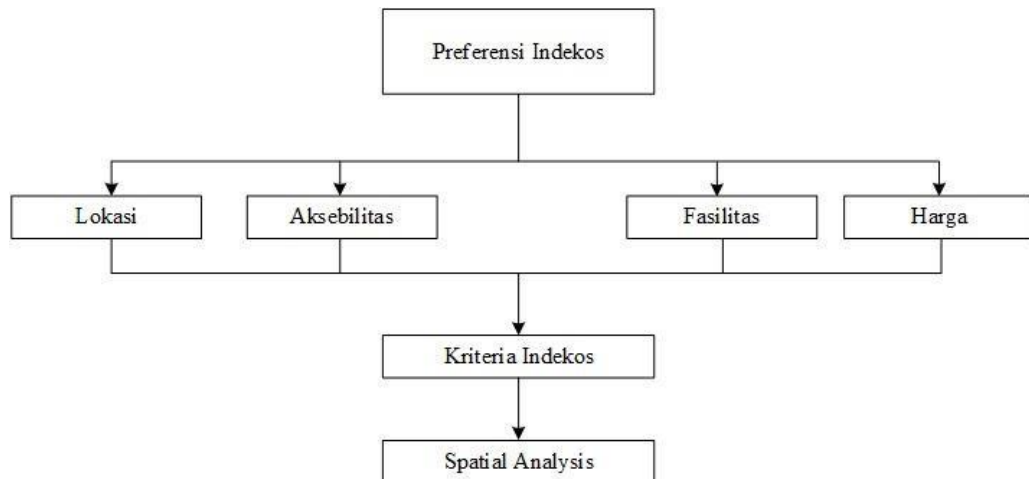 Preferensi Indekos
Lokasi
Aksebilitas
Fasilitas
Harga
Kriteria Indekos
Spatial Analysis